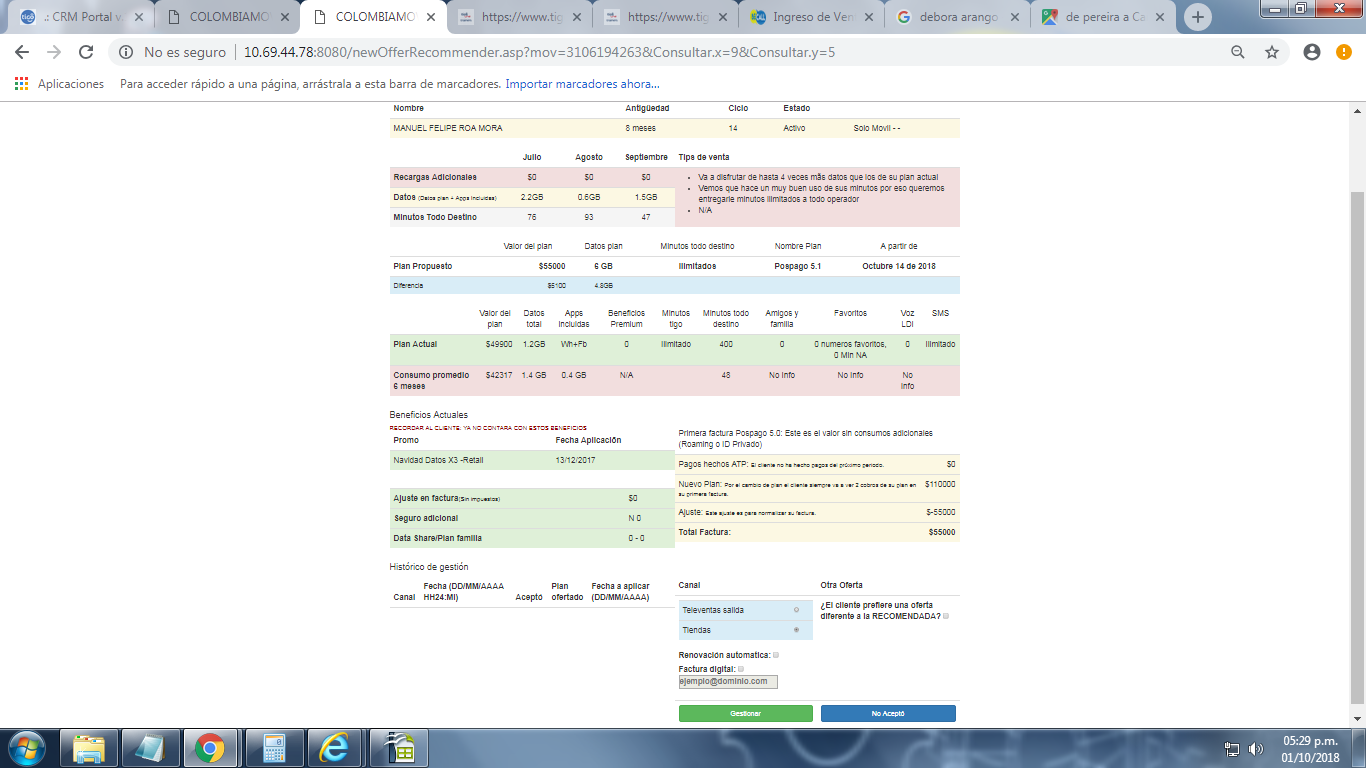 .: CRM Portal v.
COLOMBIAMO
COLOMBIAMO
https://www.tig
https://www.tig
Ingreso de Ven
debora arango
de pereira a Ca
No es seguro | 10.69.44.78:8080/newOfferRecommender.asp?mov=3106194263&Consultar.x=9&Consultar.y=5
Aplicaciones Para acceder rápido a una página, arrástrala a esta barra de marcadores. Importar marcadores ahora...
Nombre Antigüedad Ciclo Estado
MANUEL FELIPE ROA MORA 8 meses 14 Activo Solo Movil - -
Julio Agosto Septiembre Tips de venta
Recargas Adicionales $0 $0 $0
Datos (Datos plan + Apps incluidas) 2.2GB 0.6GB 1.5GB
Minutos Todo Destino 76 93 47
Va a disfrutar de hasta 4 veces mãs datos que los de su plan actual
Vemos que hace un muy buen uso de sus minutos por eso queremos
entregarle minutos ilimitados a todo operador
N/A
Valor del plan Datos plan Minutos todo destino Nombre Plan A partir de
Plan Propuesto $55000 6 GB Ilimitados Pospago 5.1 Octubre 14 de 2018
Diferencia $5100 4.8GB
Valor del plan Datos total Apps incluidas Beneficios Premium Minutos tigo Minutos todo destino Amigos y familia Favoritos Voz LDI SMS
Plan Actual $49900 1.2GB Wh+Fb 0 Ilimitado 400 0 0 numeros favoritos, 0 Min NA 0 Ilimitado
Consumo promedio 6 meses $42317 1.4 GB 0.4 GB N/A 48 No Info No Info No Info
Beneficios Actuales
RECORDAR AL CLIENTE: YA NO CONTARA CON ESTOS BENEFICIOS
Promo Fecha Aplicación
Navidad Datos X3 -Retail 13/12/2017
Ajuste en factura(Sin impuestos) $0
Seguro adicional N 0
Data Share/Plan familia 0 - 0
Primera factura Pospago 5.0: Este es el valor sin consumos adicionales
(Roaming o ID Privado)
Pagos hechos ATP: El cliente no ha hecho pagos del próximo periodo. $0
Nuevo Plan: Por el cambio de plan el cliente siempre va a ver 2 cobros de su plan en $110000
su primera factura.
Ajuste: Este ajuste es para normalizar su factura. $-55000
Total Factura: $55000
Histórico de gestión
Canal Fecha (DD/MM/AAAA HH24:MI) Aceptó Plan ofertado Fecha a aplicar (DD/MM/AAAA)
Canal Otra Oferta
Televentas salida
Tiendas
¿El cliente prefiere una oferta
diferente a la RECOMENDADA?
Renovación automatica:
Factura digital:
ejemplo@dominio.com
Gestionar No Aceptó
05:29 p.m.
01/10/2018